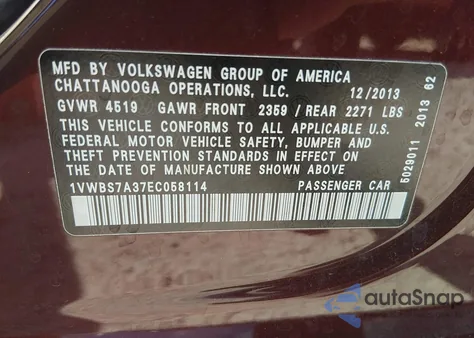 MFD BY VOLKSWAGEN GROUP OF AMERICA
CHATTANOOGA OPERATIONS, LLC. 12/2013
GVWR 4519 GAWR FRONT 2359 / REAR 2271 LBS
THIS VEHICLE CONFORMS TO ALL APPLICABLE U.S.
FEDERAL MOTOR VEHICLE SAFETY, BUMPER AND
THEFT PREVENTION STANDARDS IN EFFECT ON THE
DATE OF MANUFACTURE SHOWN ABOVE
1VWBS7A37EC058114 PASSENGER CAR
5029011 2013 62
autoSnap